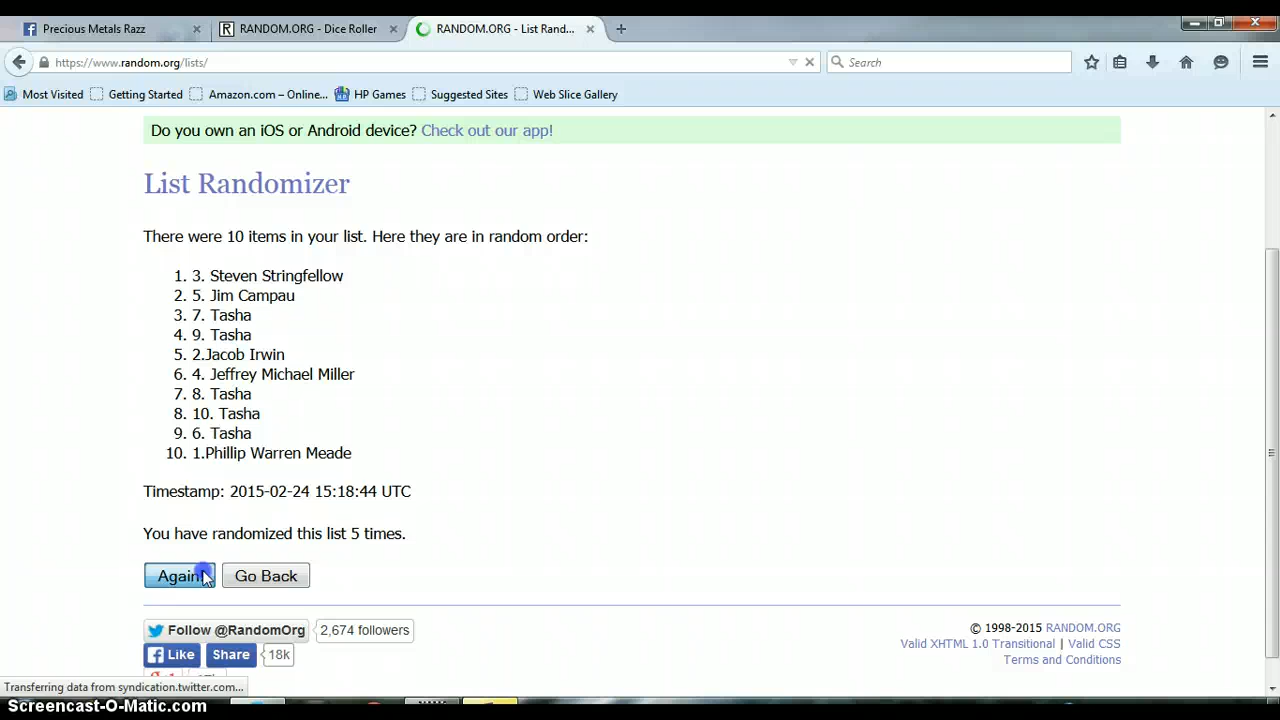 Precious Metals Razz
RANDOM.ORG - Dice Roller
RANDOM.ORG - List Rand...
https://www.random.org/lists/
Search
Most Visited
Getting Started
Amazon.com – Online...
HP Games
Suggested Sites
Web Slice Gallery
Do you own an iOS or Android device? Check out our app!
List Randomizer
There were 10 items in your list. Here they are in random order:
1. 3. Steven Stringfellow
2. 5. Jim Campau
3. 7. Tasha
4. 9. Tasha
5. 2.Jacob Irwin
6. 4. Jeffrey Michael Miller
7. 8. Tasha
8. 10. Tasha
9. 6. Tasha
10. 1.Phillip Warren Meade
Timestamp: 2015-02-24 15:18:44 UTC
You have randomized this list 5 times.
Again!
Go Back
Follow @RandomOrg
2,674 followers
© 1998-2015 RANDOM.ORG
Valid XHTML 1.0 Transitional | Valid CSS
Terms and Conditions
Like
Share
18k
Transferring data from syndication.twitter.com...
Screencast-O-Matic.com